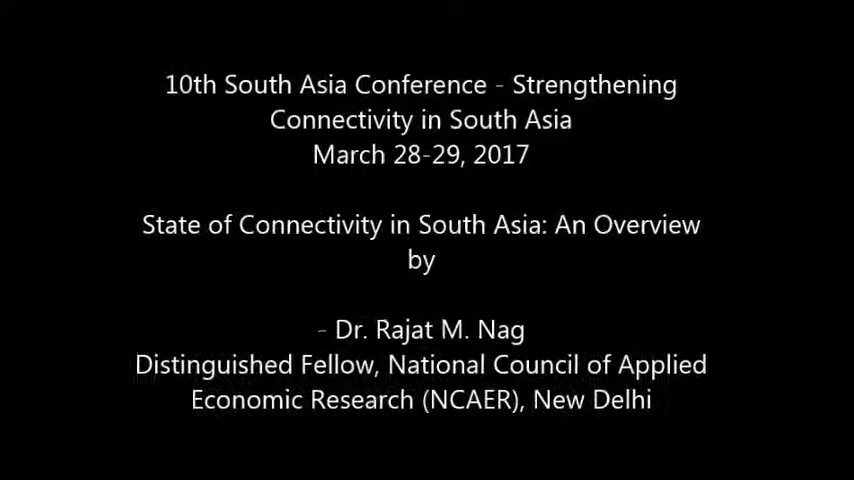 10th South Asia Conference - Strengthening
Connectivity in South Asia
March 28-29, 2017
State of Connectivity in South Asia: An Overview
by
- Dr. Rajat M. Nag
Distinguished Fellow, National Council of Applied
Economic Research (NCAER), New Delhi